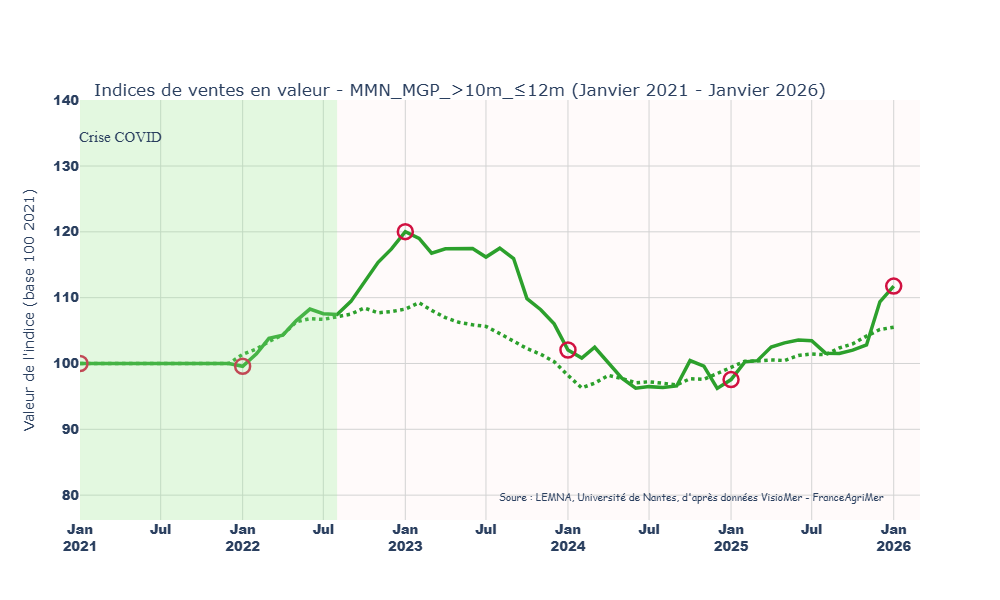 Indices de ventes en valeur - MMN_MGP_>10m_≤12m (Janvier 2021 - Janvier 2026)
140
Crise COVID
130
120
110
100
90
80
Valeur de l'indice (base 100 2021)
Soure : LEMNA, Université de Nantes, d'après données VisioMer - FranceAgriMer
Jan Jul Jan Jul Jan Jul Jan Jul Jan Jul Jan
2021 2022 2023 2024 2025 2026